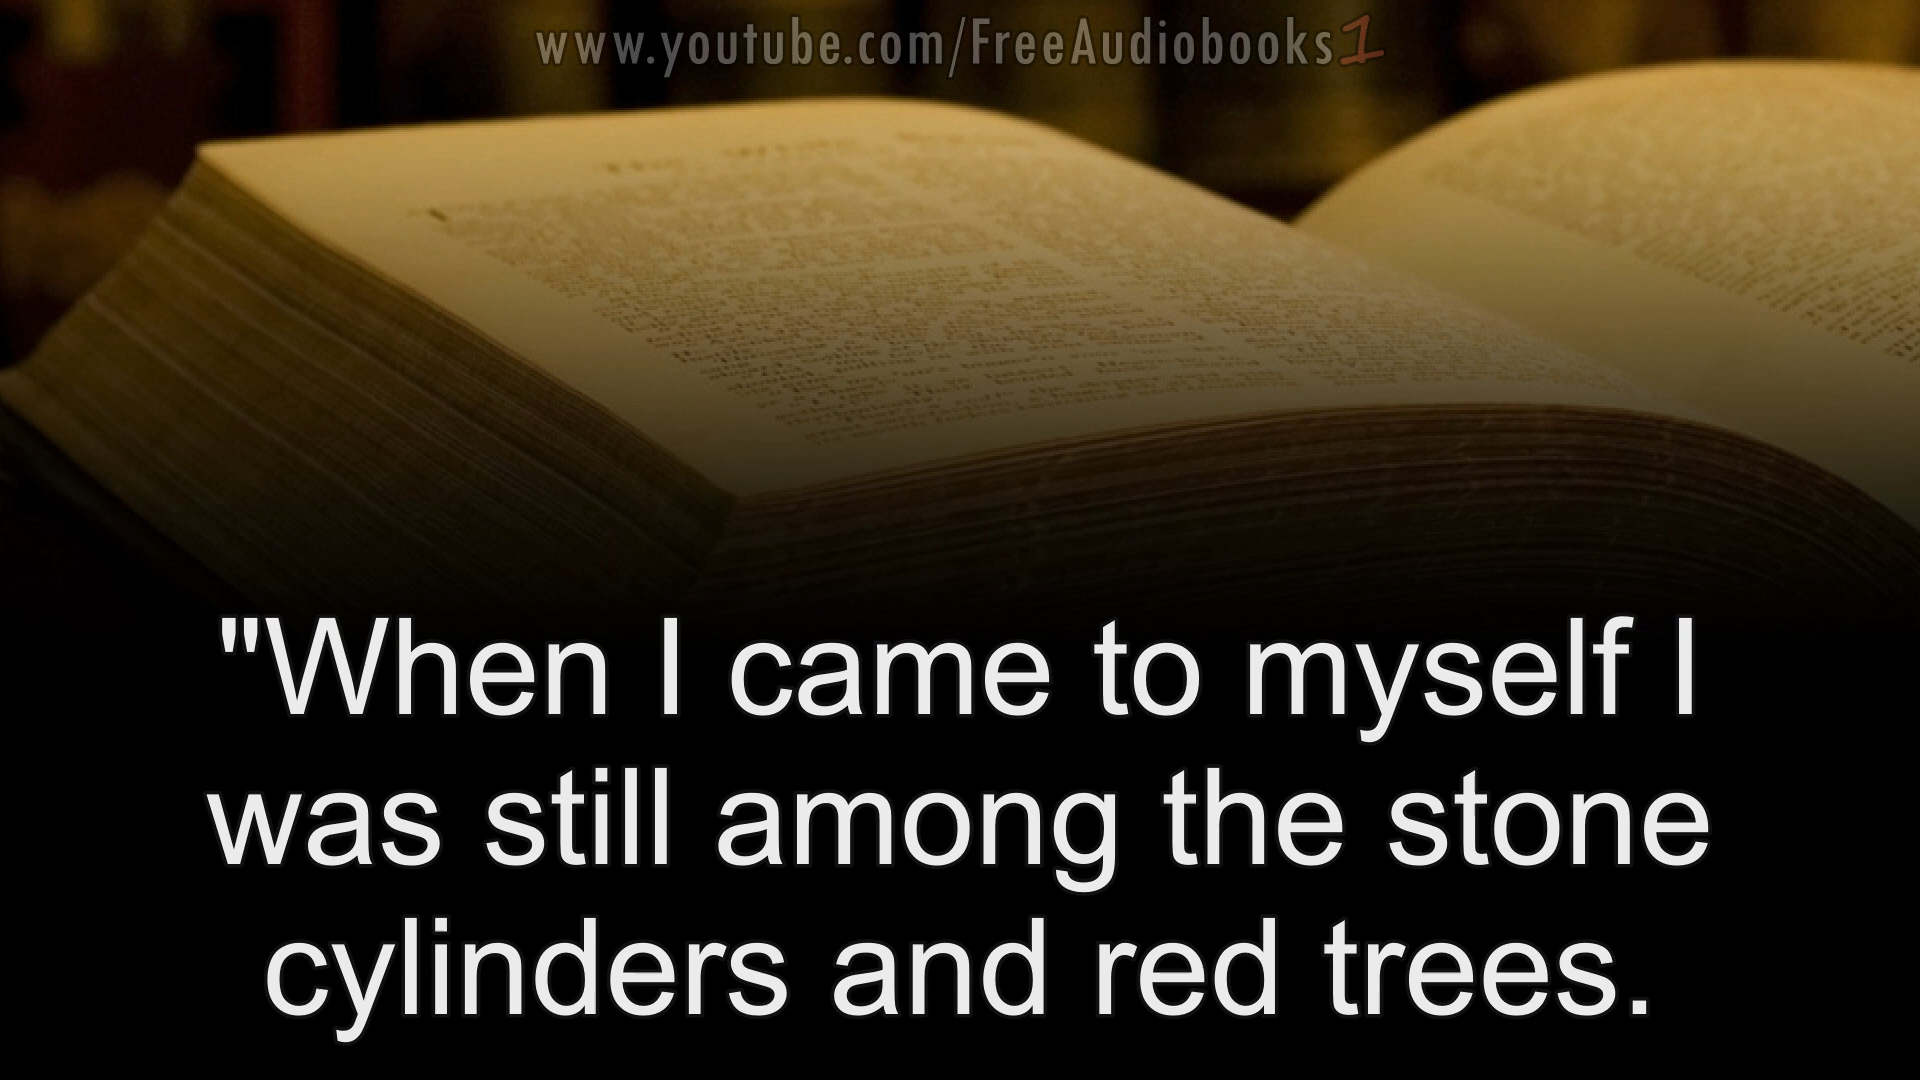 www.youtube.com/FreeAudiobooks1
"When I came to myself I
was still among the stone
cylinders and red trees.